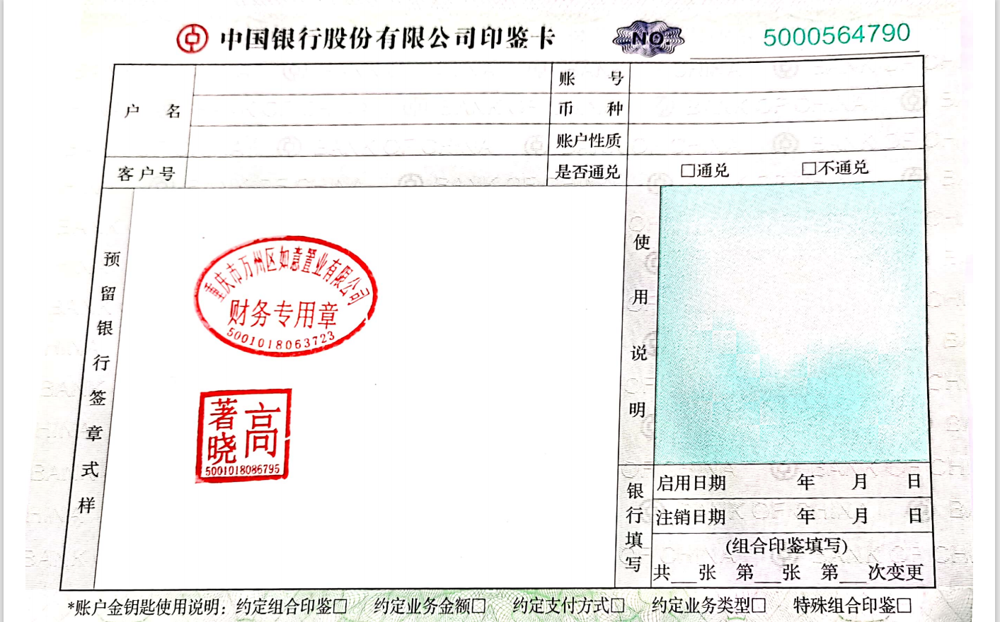 中国银行股份有限公司印鉴卡
NO. 5000564790
户名
账号
币种
账户性质
客户号
是否通兑 □通兑 □不通兑
预留银行签章式样
重庆市万州区如意置业有限公司
财务专用章
5001018063723
高
著晓
5001018086795
使用说明
银行填写
启用日期 年 月 日
注销日期 年 月 日
(组合印鉴填写)
共___张 第___张 第___次变更
*账户金钥匙使用说明：约定组合印鉴□ 约定业务金额□ 约定支付方式□ 约定业务类型□ 特殊组合印鉴□